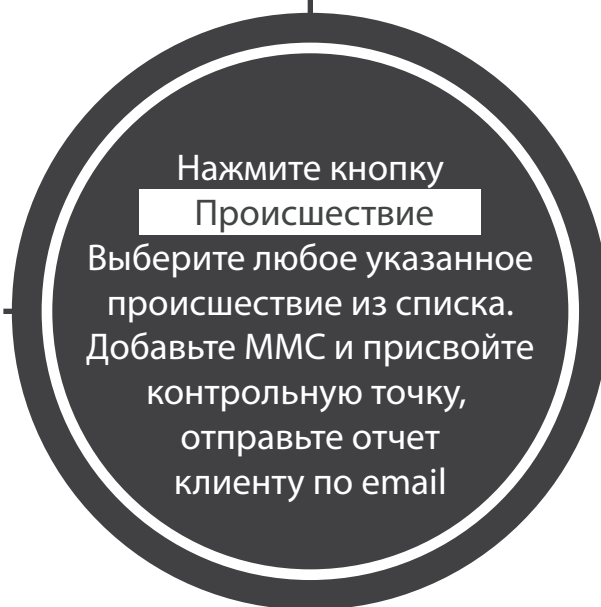 Нажмите кнопку
Происшествие
Выберите любое указанное
происшествие из списка.
Добавьте ММС и присвойте
контрольную точку,
отправьте отчет
клиенту по email